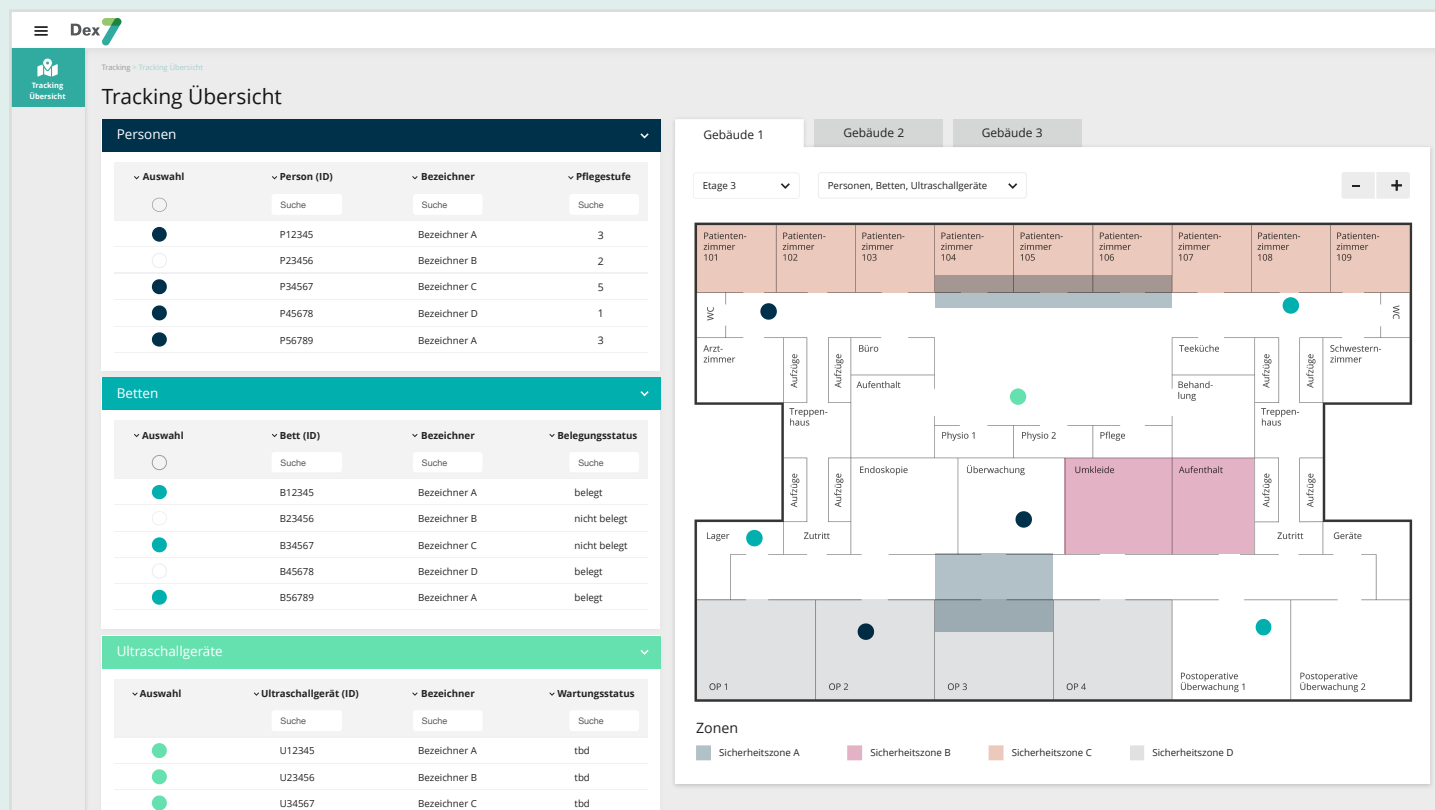 Dex7
Tracking
Übersicht
Tracking > Tracking Übersicht
Tracking Übersicht
Personen
Auswahl Person (ID) Bezeichner Pflegestufe
Suche Suche Suche
P12345 Bezeichner A 3
P23456 Bezeichner B 2
P34567 Bezeichner C 5
P45678 Bezeichner D 1
P56789 Bezeichner A 3
Betten
Auswahl Bett (ID) Bezeichner Belegungsstatus
Suche Suche Suche
B12345 Bezeichner A belegt
B23456 Bezeichner B nicht belegt
B34567 Bezeichner C nicht belegt
B45678 Bezeichner D belegt
B56789 Bezeichner A belegt
Ultraschallgeräte
Auswahl Ultraschallgerät (ID) Bezeichner Wartungsstatus
Suche Suche Suche
U12345 Bezeichner A tbd
U23456 Bezeichner B tbd
U34567 Bezeichner C tbd
Gebäude 1 Gebäude 2 Gebäude 3
Etage 3 Personen, Betten, Ultraschallgeräte - +
Patienten-
zimmer
101
Patienten-
zimmer
102
Patienten-
zimmer
103
Patienten-
zimmer
104
Patienten-
zimmer
105
Patienten-
zimmer
106
Patienten-
zimmer
107
Patienten-
zimmer
108
Patienten-
zimmer
109
WC
WC
Arzt-
zimmer
Aufzüge
Aufzüge
Büro
Teeküche
Aufzüge
Aufzüge
Schwestern-
zimmer
Aufenthalt
Behand-
lung
Treppen-
haus
Treppen-
haus
Physio 1
Physio 2
Pflege
Aufzüge
Aufzüge
Endoskopie
Überwachung
Umkleide
Aufenthalt
Aufzüge
Aufzüge
Lager
Zutritt
Zutritt
Geräte
OP 1
OP 2
OP 3
OP 4
Postoperative
Überwachung 1
Postoperative
Überwachung 2
Zonen
Sicherheitszone A Sicherheitszone B Sicherheitszone C Sicherheitszone D